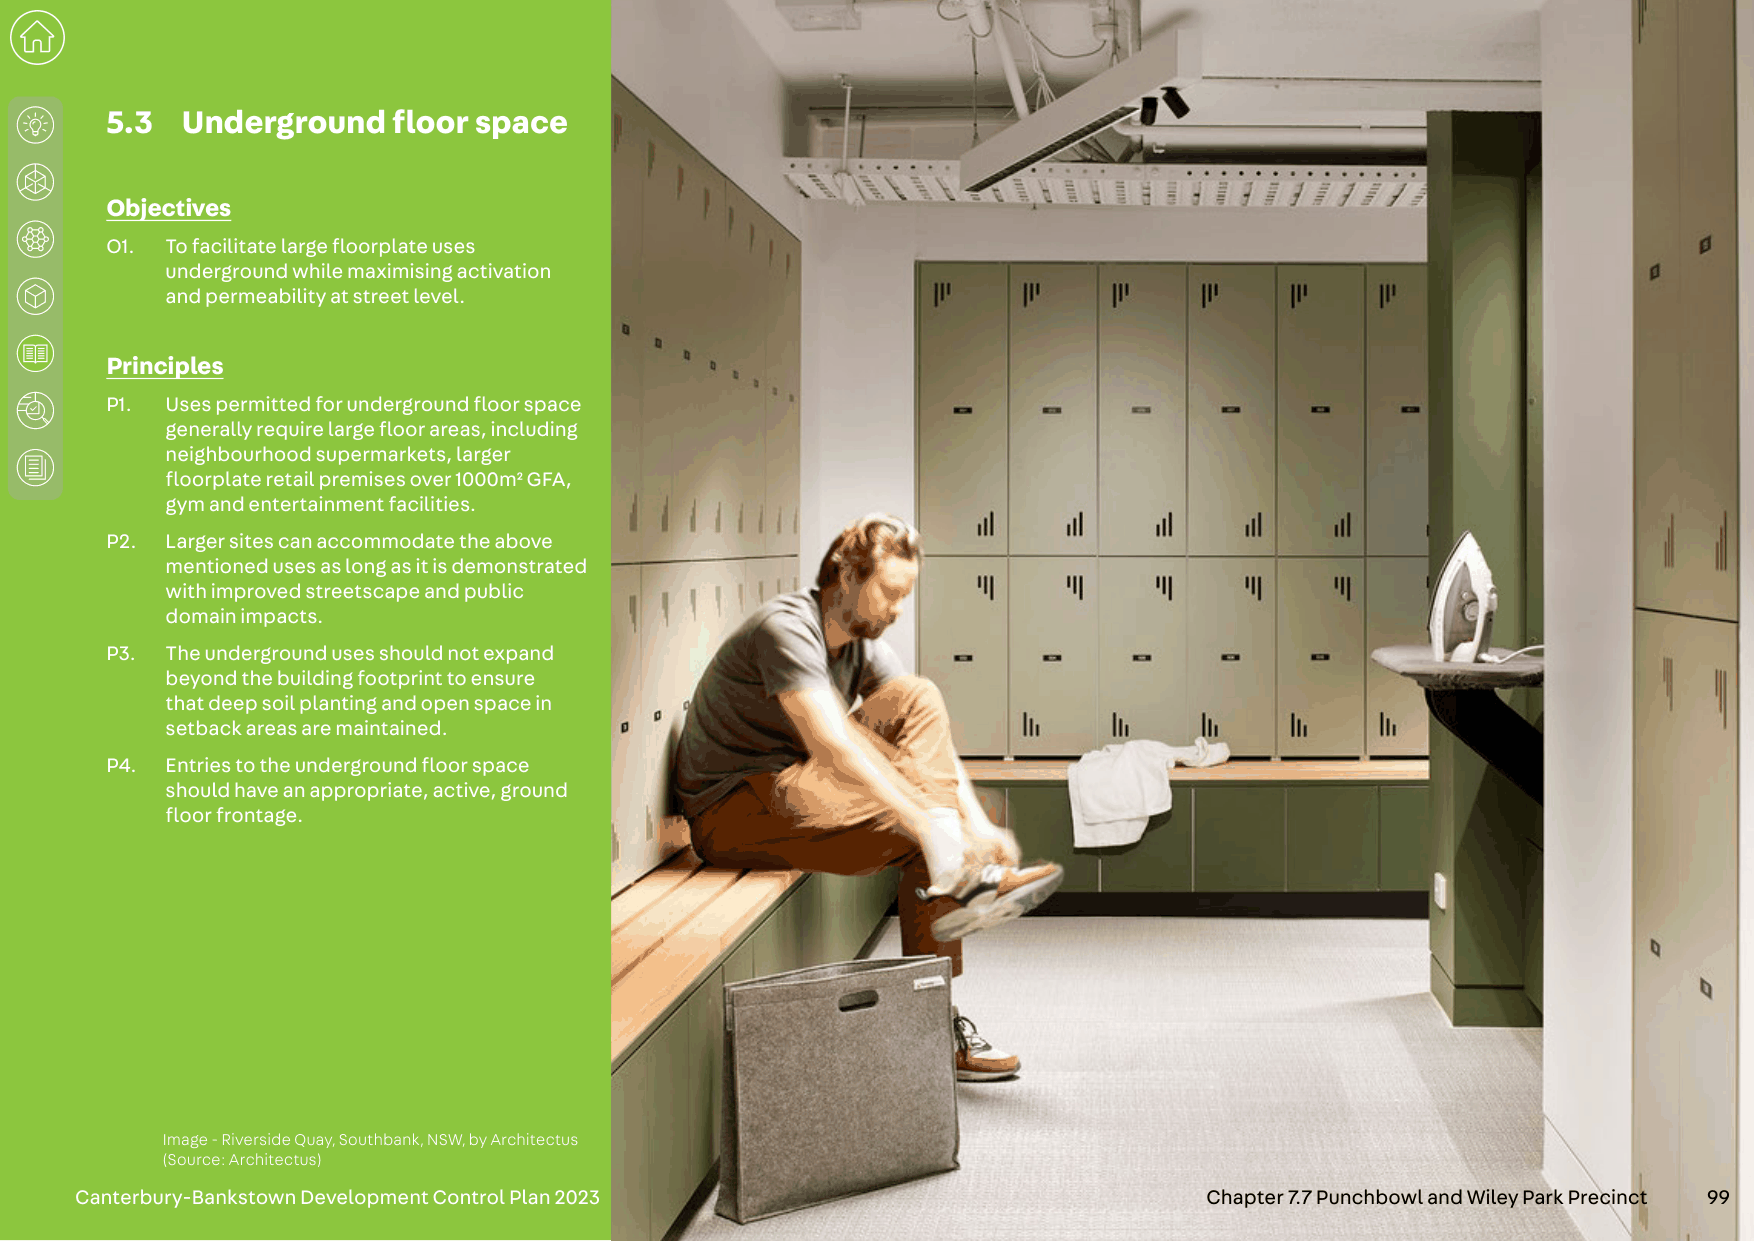 5.3 Underground floor space
Objectives
O1. To facilitate large floorplate uses
underground while maximising activation
and permeability at street level.
Principles
P1. Uses permitted for underground floor space
generally require large floor areas, including
neighbourhood supermarkets, larger
floorplate retail premises over 1000m² GFA,
gym and entertainment facilities.
P2. Larger sites can accommodate the above
mentioned uses as long as it is demonstrated
with improved streetscape and public
domain impacts.
P3. The underground uses should not expand
beyond the building footprint to ensure
that deep soil planting and open space in
setback areas are maintained.
P4. Entries to the underground floor space
should have an appropriate, active, ground
floor frontage.
Image - Riverside Quay, Southbank, NSW, by Architectus
(Source: Architectus)
Canterbury-Bankstown Development Control Plan 2023
Chapter 7.7 Punchbowl and Wiley Park Precinct 99